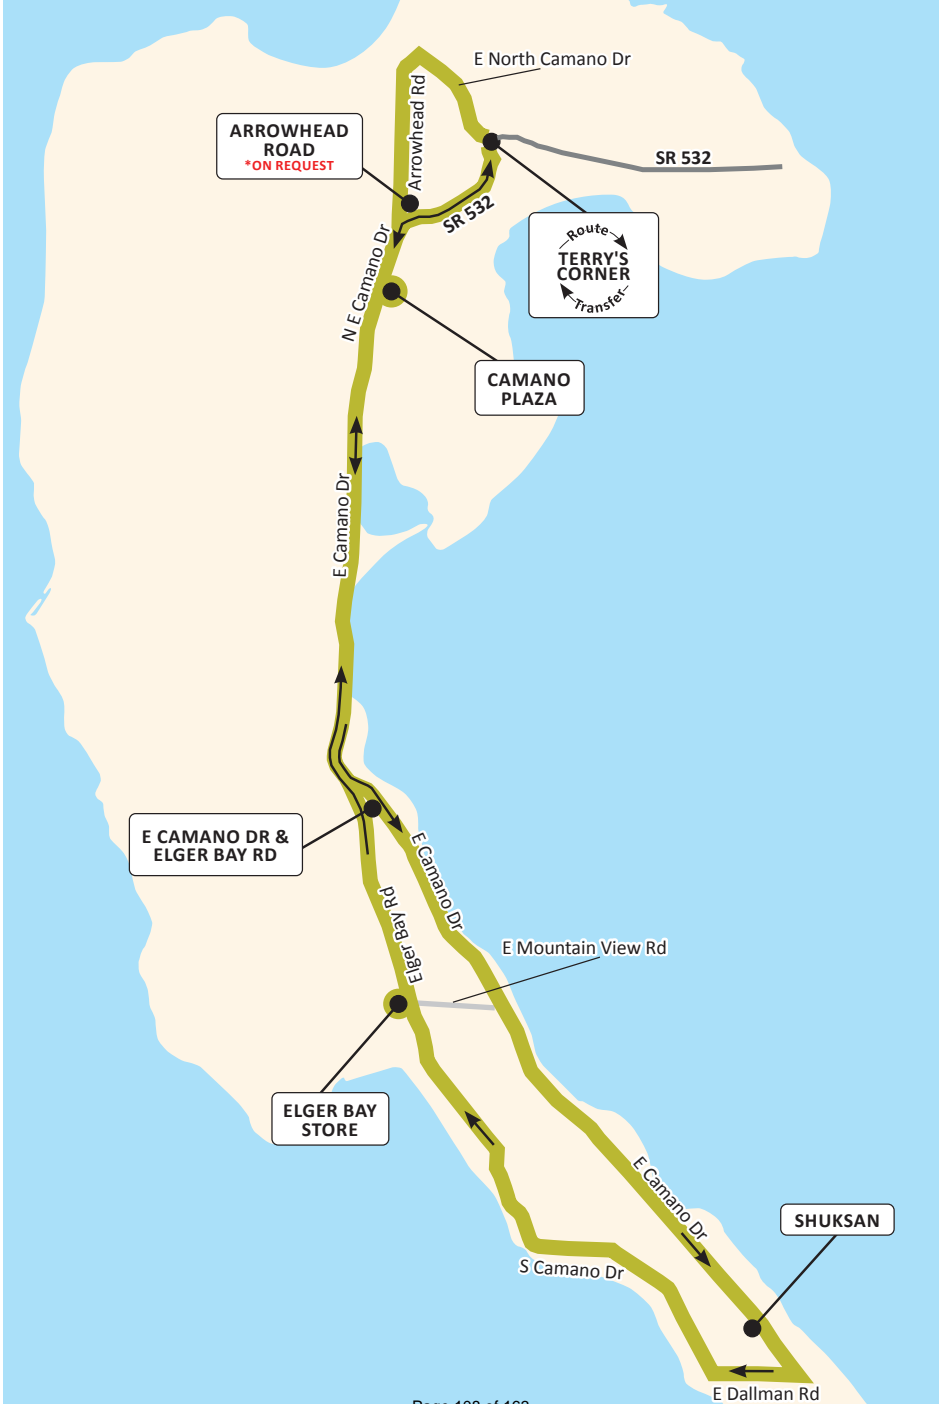 E North Camano Dr
Arrowhead Rd
ARROWHEAD
ROAD
*ON REQUEST
SR 532
SR 532
Route
TERRY'S
CORNER
Transfer
N E Camano Dr
CAMANO
PLAZA
E Camano Dr
E CAMANO DR &
ELGER BAY RD
E Camano Dr
Elger Bay Rd
E Mountain View Rd
ELGER BAY
STORE
E Camano Dr
SHUKSAN
S Camano Dr
E Dallman Rd